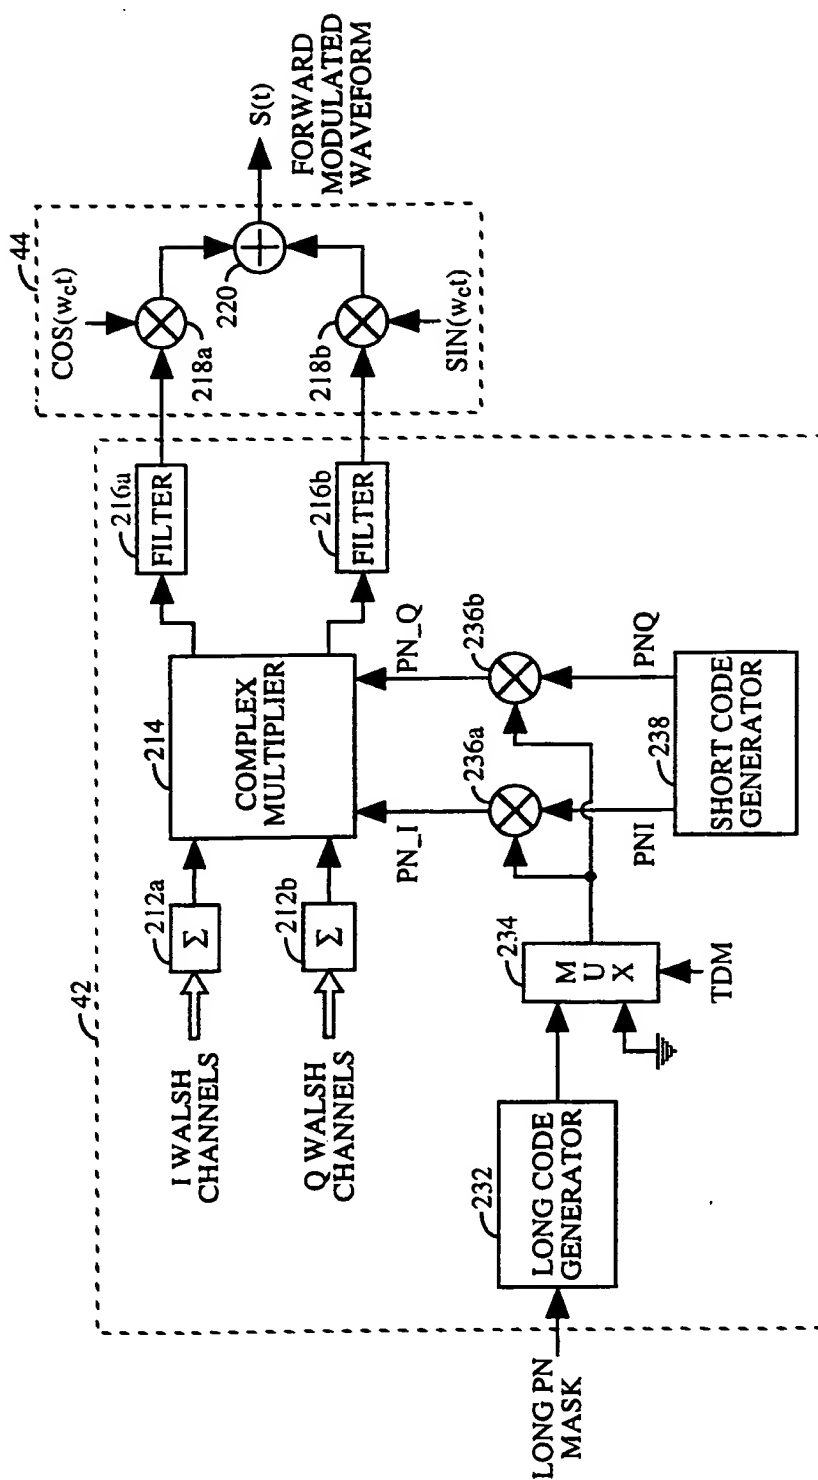 42
44
I WALSH
CHANNELS
212a
Σ
Q WALSH
CHANNELS
212b
Σ
214
COMPLEX
MULTIPLIER
216a
FILTER
216b
FILTER
COS(w_ct)
218a
218b
SIN(w_ct)
220
S(t)
FORWARD
MODULATED
WAVEFORM
PN_I
PN_Q
236a
236b
PNI
PNQ
LONG PN
MASK
232
LONG CODE
GENERATOR
234
M
U
X
TDM
238
SHORT CODE
GENERATOR